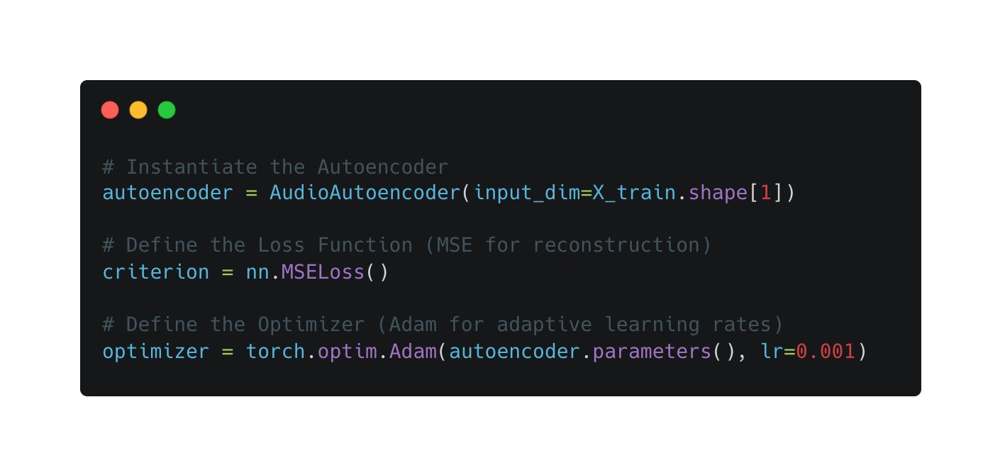 # Instantiate the Autoencoder
autoencoder = AudioAutoencoder(input_dim=X_train.shape[1])
# Define the Loss Function (MSE for reconstruction)
criterion = nn.MSELoss()
# Define the Optimizer (Adam for adaptive learning rates)
optimizer = torch.optim.Adam(autoencoder.parameters(), lr=0.001)